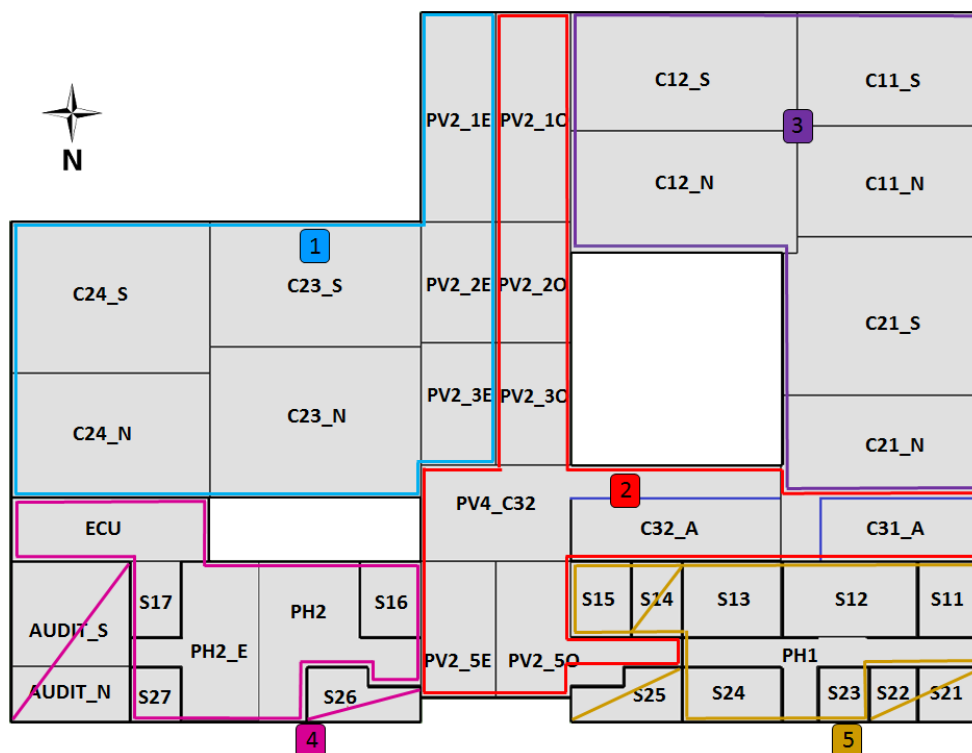 C12_S
C11_S
PV2_1E
PV2_1O
3
N
C12_N
C11_N
1
C24_S
C23_S
PV2_2E
PV2_2O
C21_S
C24_N
C23_N
PV2_3E
PV2_3O
C21_N
2
PV4_C32
ECU
C32_A
C31_A
S17
PH2
S16
S15
S14
S13
S12
S11
AUDIT_S
PH2_E
PV2_5E
PV2_5O
PH1
AUDIT_N
S27
S26
S25
S24
S23
S22
S21
4
5